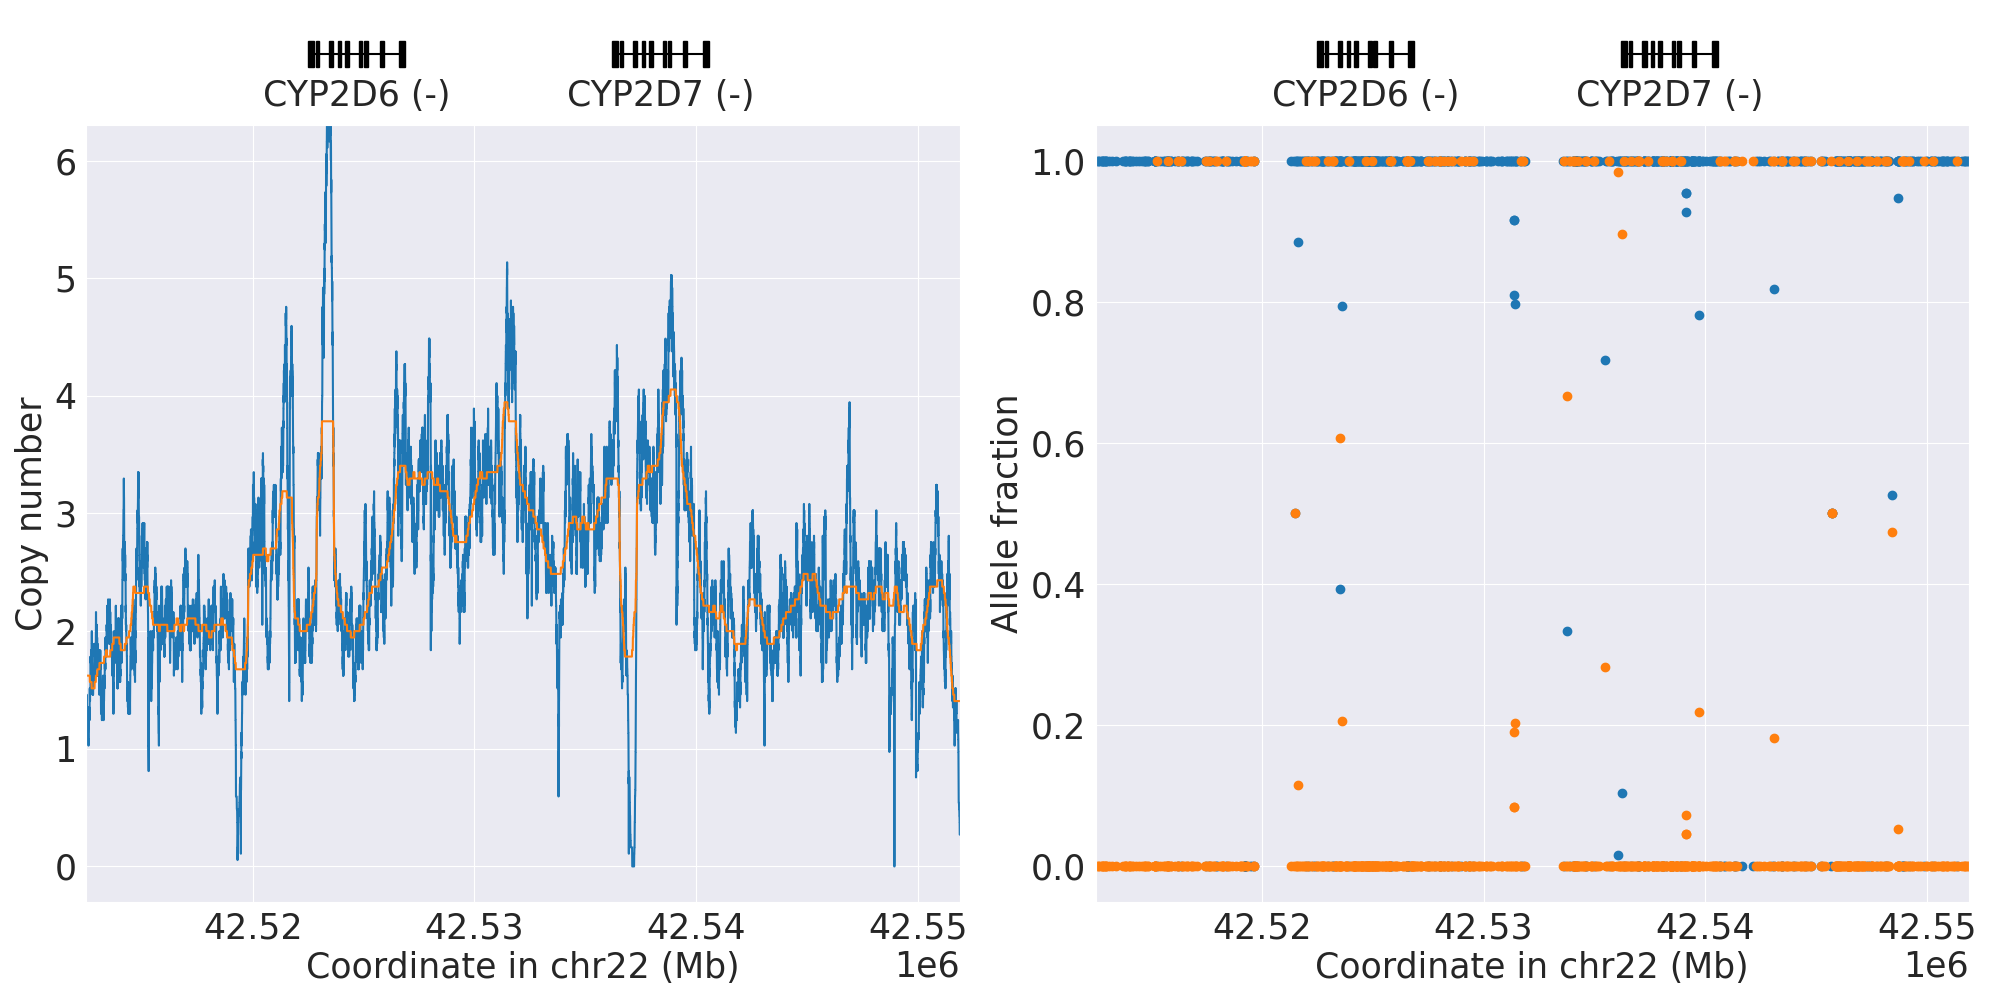 CYP2D6 (-) CYP2D7 (-)
6
5
4
3
2
1
0
Copy number
42.52 42.53 42.54 42.55
Coordinate in chr22 (Mb) 1e6
CYP2D6 (-) CYP2D7 (-)
1.0
0.8
0.6
0.4
0.2
0.0
Allele fraction
42.52 42.53 42.54 42.55
Coordinate in chr22 (Mb) 1e6